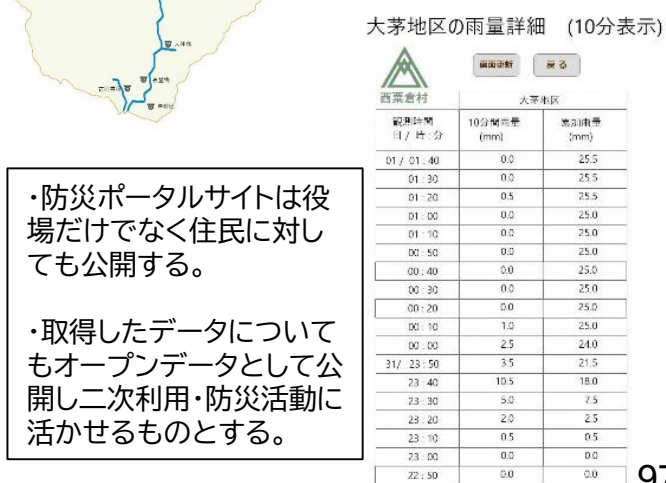 大茅地区の雨量詳細 (10分表示)
画面更新 戻る
西粟倉村
大茅地区
観測時間
日 / 時 : 分
10分間雨量
(mm)
累加雨量
(mm)
01 / 01 : 40 0.0 25.5
01 : 30 0.0 25.5
01 : 20 0.5 25.5
01 : 00 0.0 25.0
01 : 10 0.0 25.0
00 : 50 0.0 25.0
00 : 40 0.0 25.0
00 : 30 0.0 25.0
00 : 20 0.0 25.0
00 : 10 1.0 25.0
00 : 00 2.5 24.0
31/ 23 : 50 3.5 21.5
23 : 40 10.5 18.0
23 : 30 5.0 7.5
23 : 20 2.0 2.5
23 : 10 0.5 0.5
23 : 00 0.0 0.0
22 : 50 0.0 0.0
・防災ポータルサイトは役
場だけでなく住民に対し
ても公開する。
・取得したデータについて
もオープンデータとして公
開し二次利用・防災活動に
活かせるものとする。